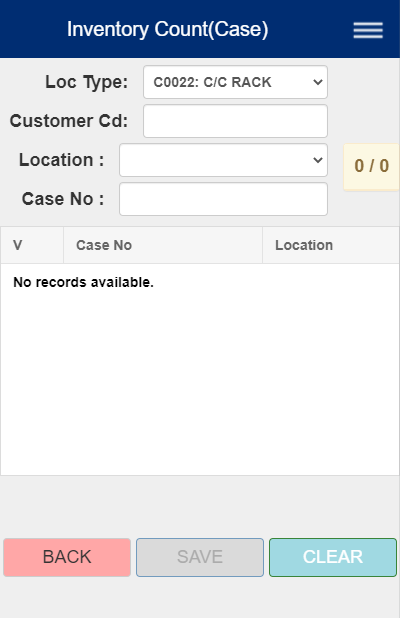 Inventory Count(Case)
Loc Type: C0022: C/C RACK
Customer Cd:
Location :
0 / 0
Case No :
V Case No Location
No records available.
BACK SAVE CLEAR